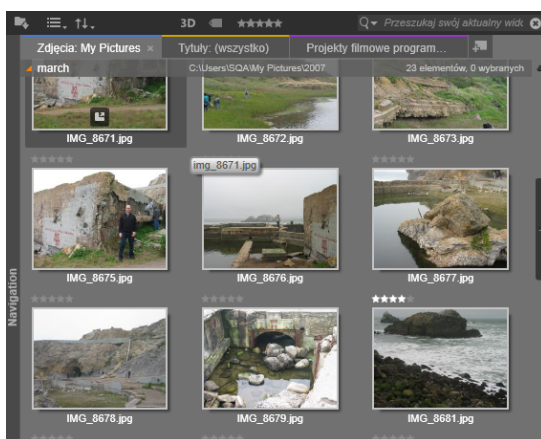 3D
Przeszukaj swój aktualny widc
Zdjęcia: My Pictures ×
Tytuły: (wszystko)
Projekty filmowe program…
march
C:\Users\SQA\My Pictures\2007
23 elementów, 0 wybranych
IMG_8671.jpg
IMG_8672.jpg
IMG_8673.jpg
img_8671.jpg
IMG_8675.jpg
IMG_8676.jpg
IMG_8677.jpg
Navigation
IMG_8678.jpg
IMG_8679.jpg
IMG_8681.jpg